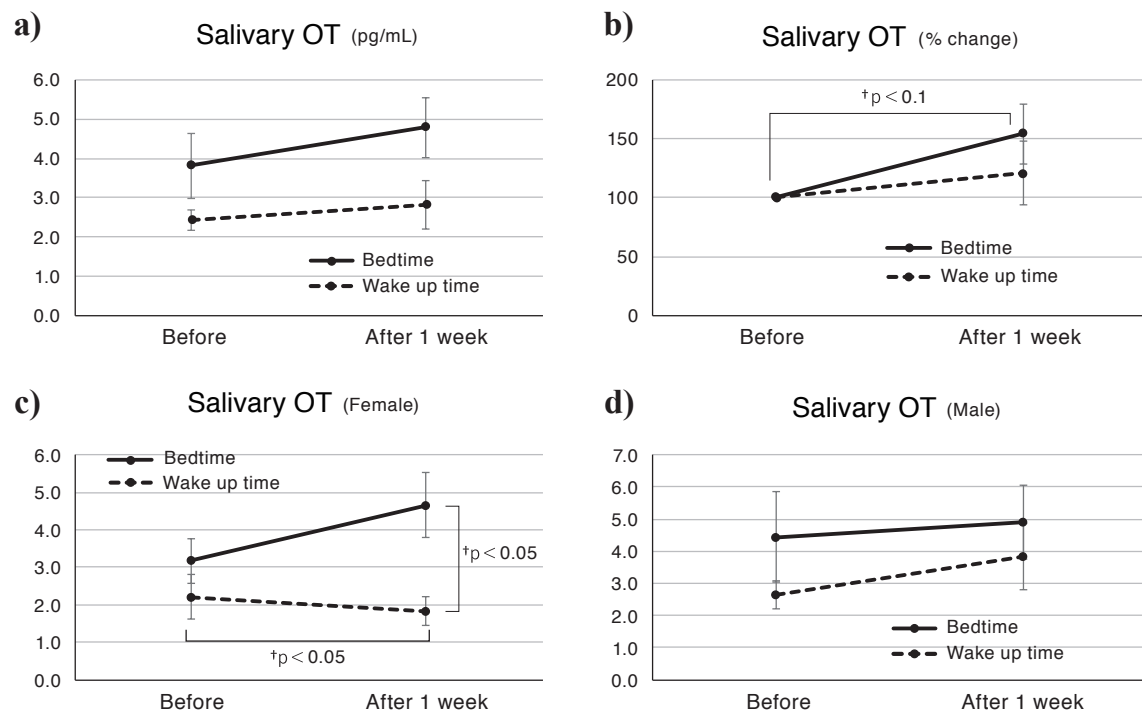 a)
Salivary OT (pg/mL)
6.0
5.0
4.0
3.0
2.0
1.0
0.0
Bedtime
Wake up time
Before
After 1 week
b)
Salivary OT (% change)
200
150
100
50
0
†p<0.1
Bedtime
Wake up time
Before
After 1 week
c)
Salivary OT (Female)
6.0
5.0
4.0
3.0
2.0
1.0
0.0
Bedtime
Wake up time
†p<0.05
†p<0.05
Before
After 1 week
d)
Salivary OT (Male)
7.0
6.0
5.0
4.0
3.0
2.0
1.0
0.0
Bedtime
Wake up time
Before
After 1 week